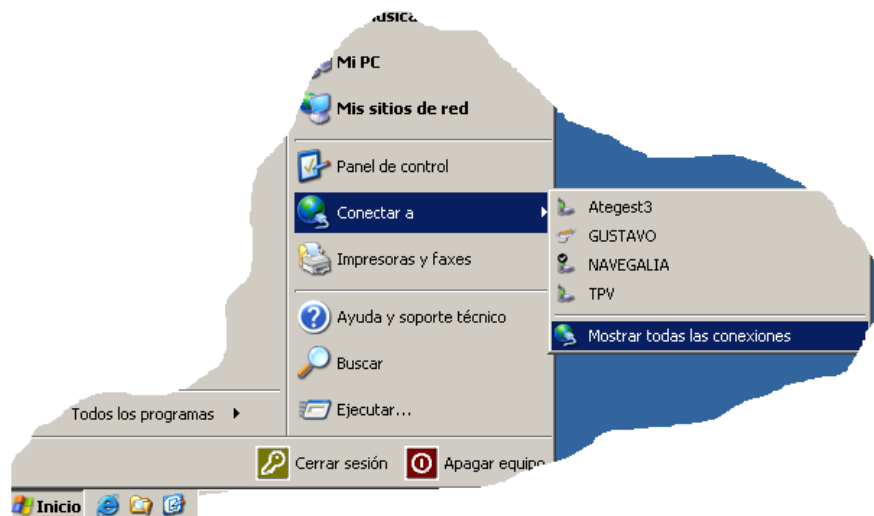 Mi PC
Mis sitios de red
Panel de control
Conectar a
Impresoras y faxes
Ayuda y soporte técnico
Buscar
Ejecutar...
Ategest3
GUSTAVO
NAVEGALIA
TPV
Mostrar todas las conexiones
Todos los programas
Cerrar sesión
Apagar equipo
Inicio